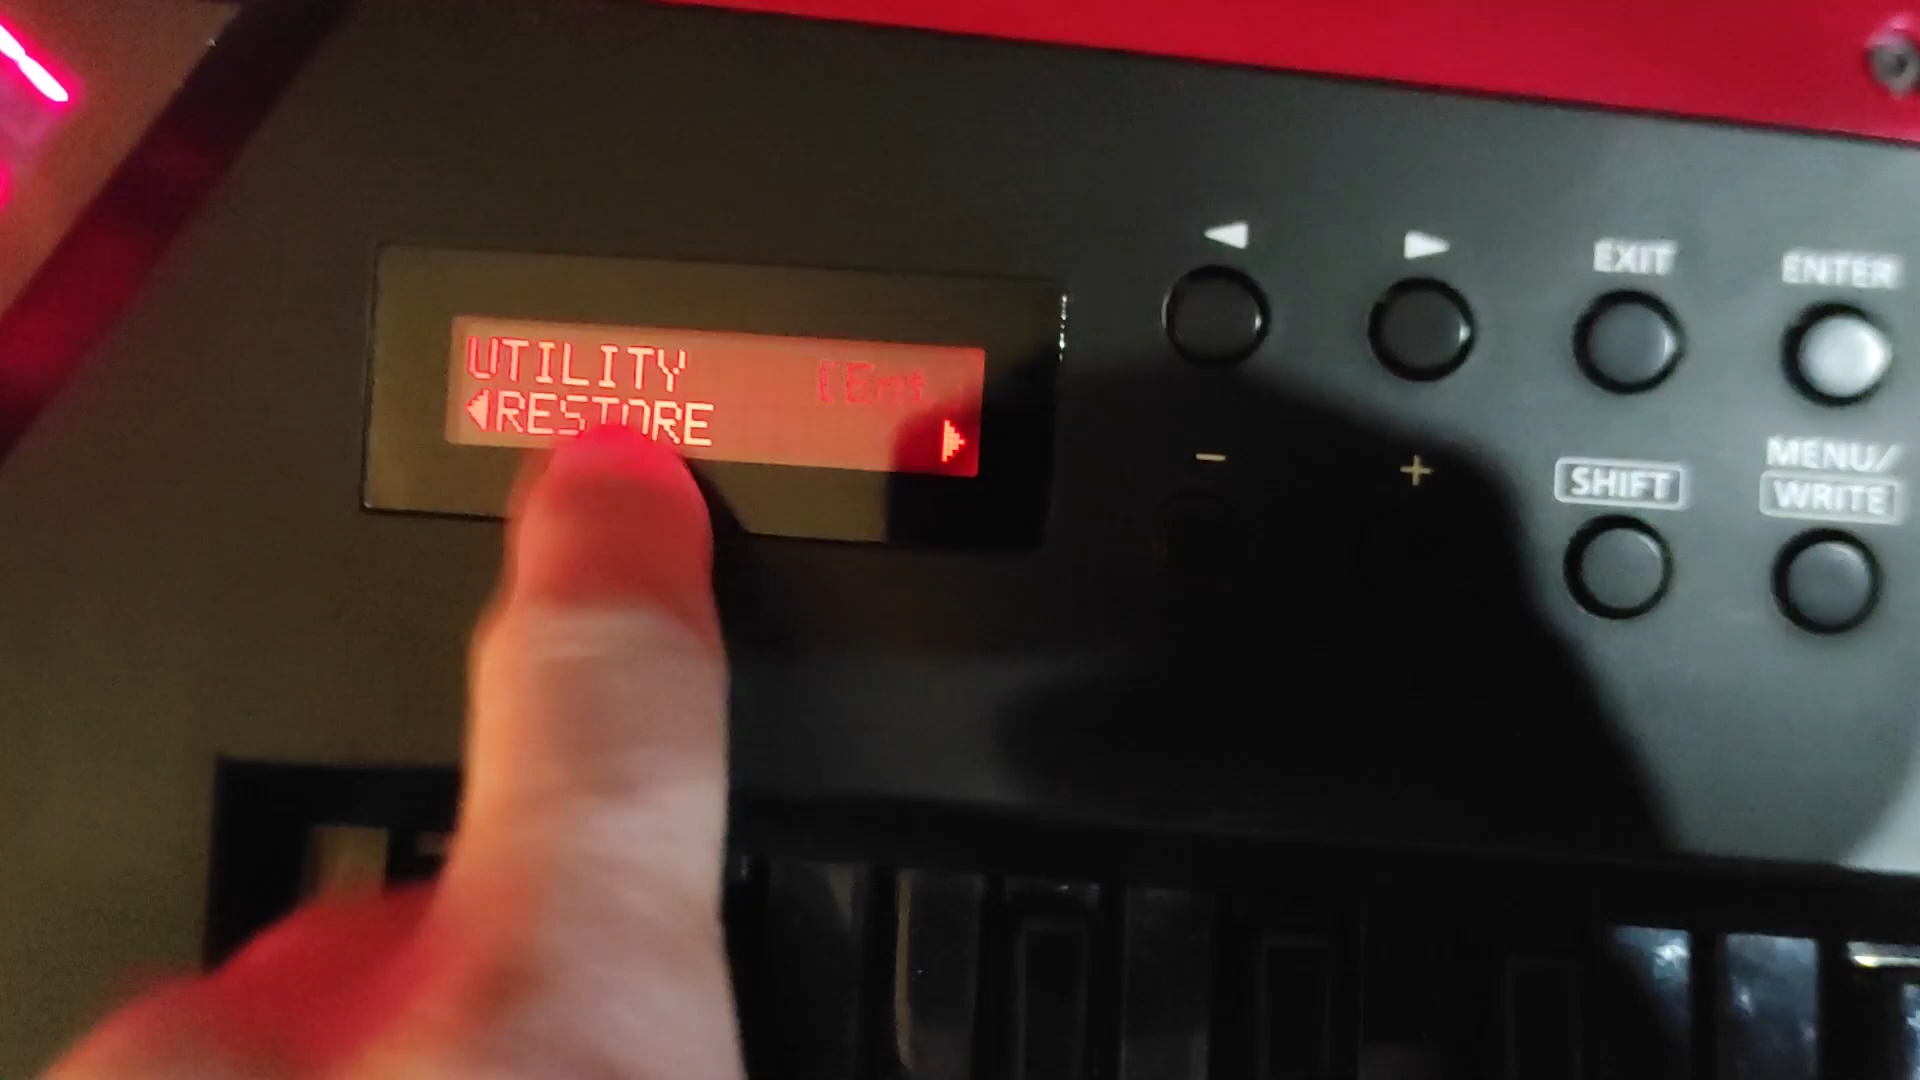 UTILITY
◀RESTORE ▶
◀ ▶ EXIT ENTER
− + SHIFT MENU/
WRITE